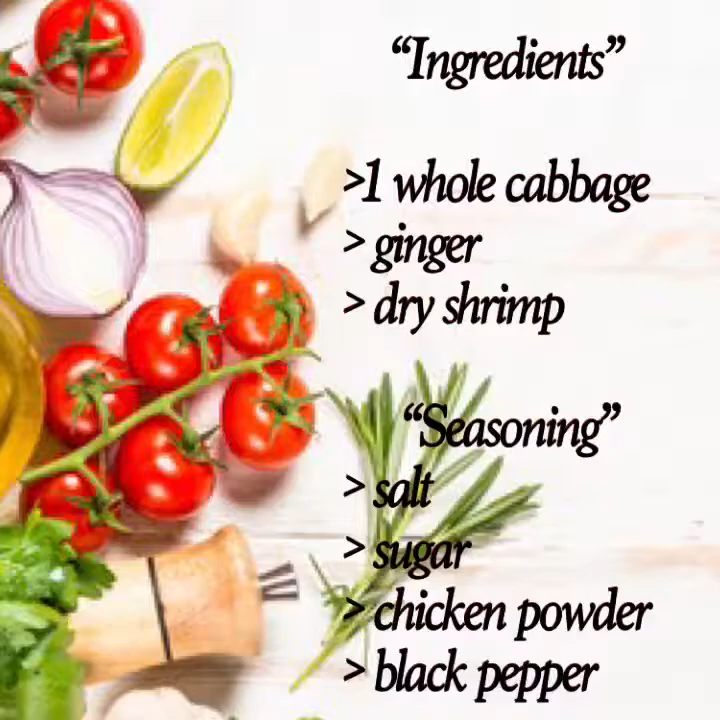 “Ingredients”
>1 whole cabbage
> ginger
> dry shrimp
“Seasoning”
> salt
> sugar
> chicken powder
> black pepper